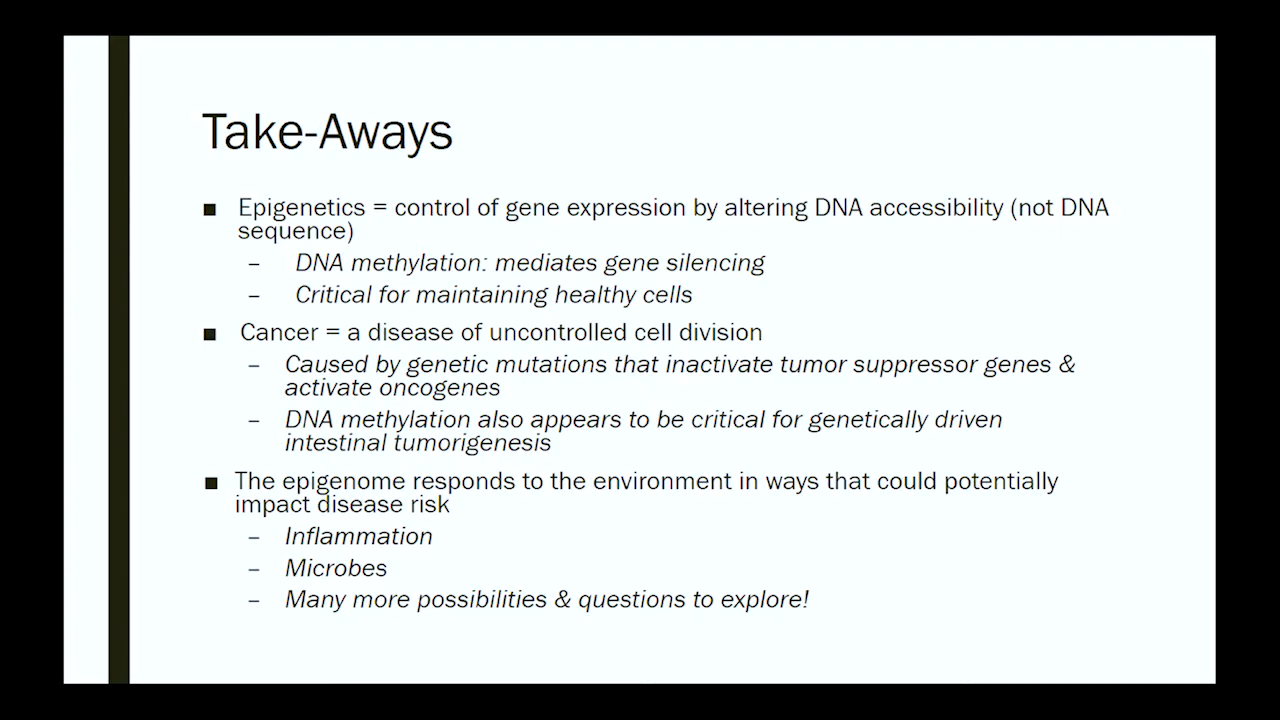 Take-Aways
■ Epigenetics = control of gene expression by altering DNA accessibility (not DNA
sequence)
– DNA methylation: mediates gene silencing
– Critical for maintaining healthy cells
■ Cancer = a disease of uncontrolled cell division
– Caused by genetic mutations that inactivate tumor suppressor genes &
activate oncogenes
– DNA methylation also appears to be critical for genetically driven
intestinal tumorigenesis
■ The epigenome responds to the environment in ways that could potentially
impact disease risk
– Inflammation
– Microbes
– Many more possibilities & questions to explore!